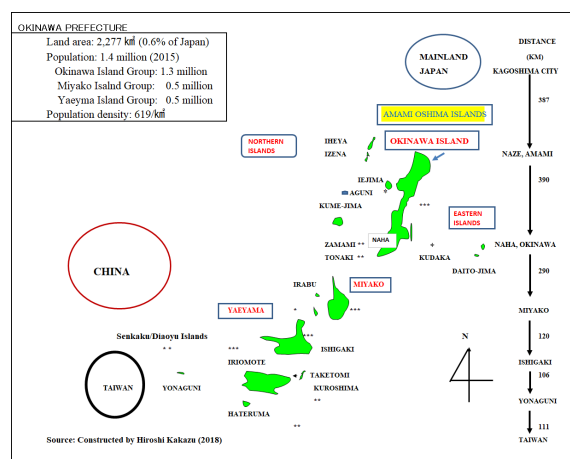 OKINAWA PREFECTURE
Land area: 2,277 ㎢ (0.6% of Japan)
Population: 1.4 million (2015)
Okinawa Island Group: 1.3 million
Miyako Isalnd Group: 0.5 million
Yaeyma Island Group: 0.5 million
Population density: 619/㎢
MAINLAND
JAPAN
DISTANCE
(KM)
KAGOSHIMA CITY
387
AMAMI OSHIMA ISLANDS
NORTHERN
ISLANDS
IHEYA
IZENA
OKINAWA ISLAND
NAZE, AMAMI
IEJIMA
AGUNI
KUME-JIMA
***
390
EASTERN
ISLANDS
NAHA
ZAMAMI **
TONAKI **
+
KUDAKA
DAITO-JIMA
NAHA, OKINAWA
CHINA
290
IRABU
MIYAKO
YAEYAMA
*
***
MIYAKO
Senkaku/Diaoyu Islands
* *
***
***
ISHIGAKI
N
120
ISHIGAKI
IRIOMOTE
TAKETOMI
KUROSHIMA
**
106
TAIWAN
YONAGUNI
YONAGUNI
HATERUMA
**
111
TAIWAN
Source: Constructed by Hiroshi Kakazu (2018)